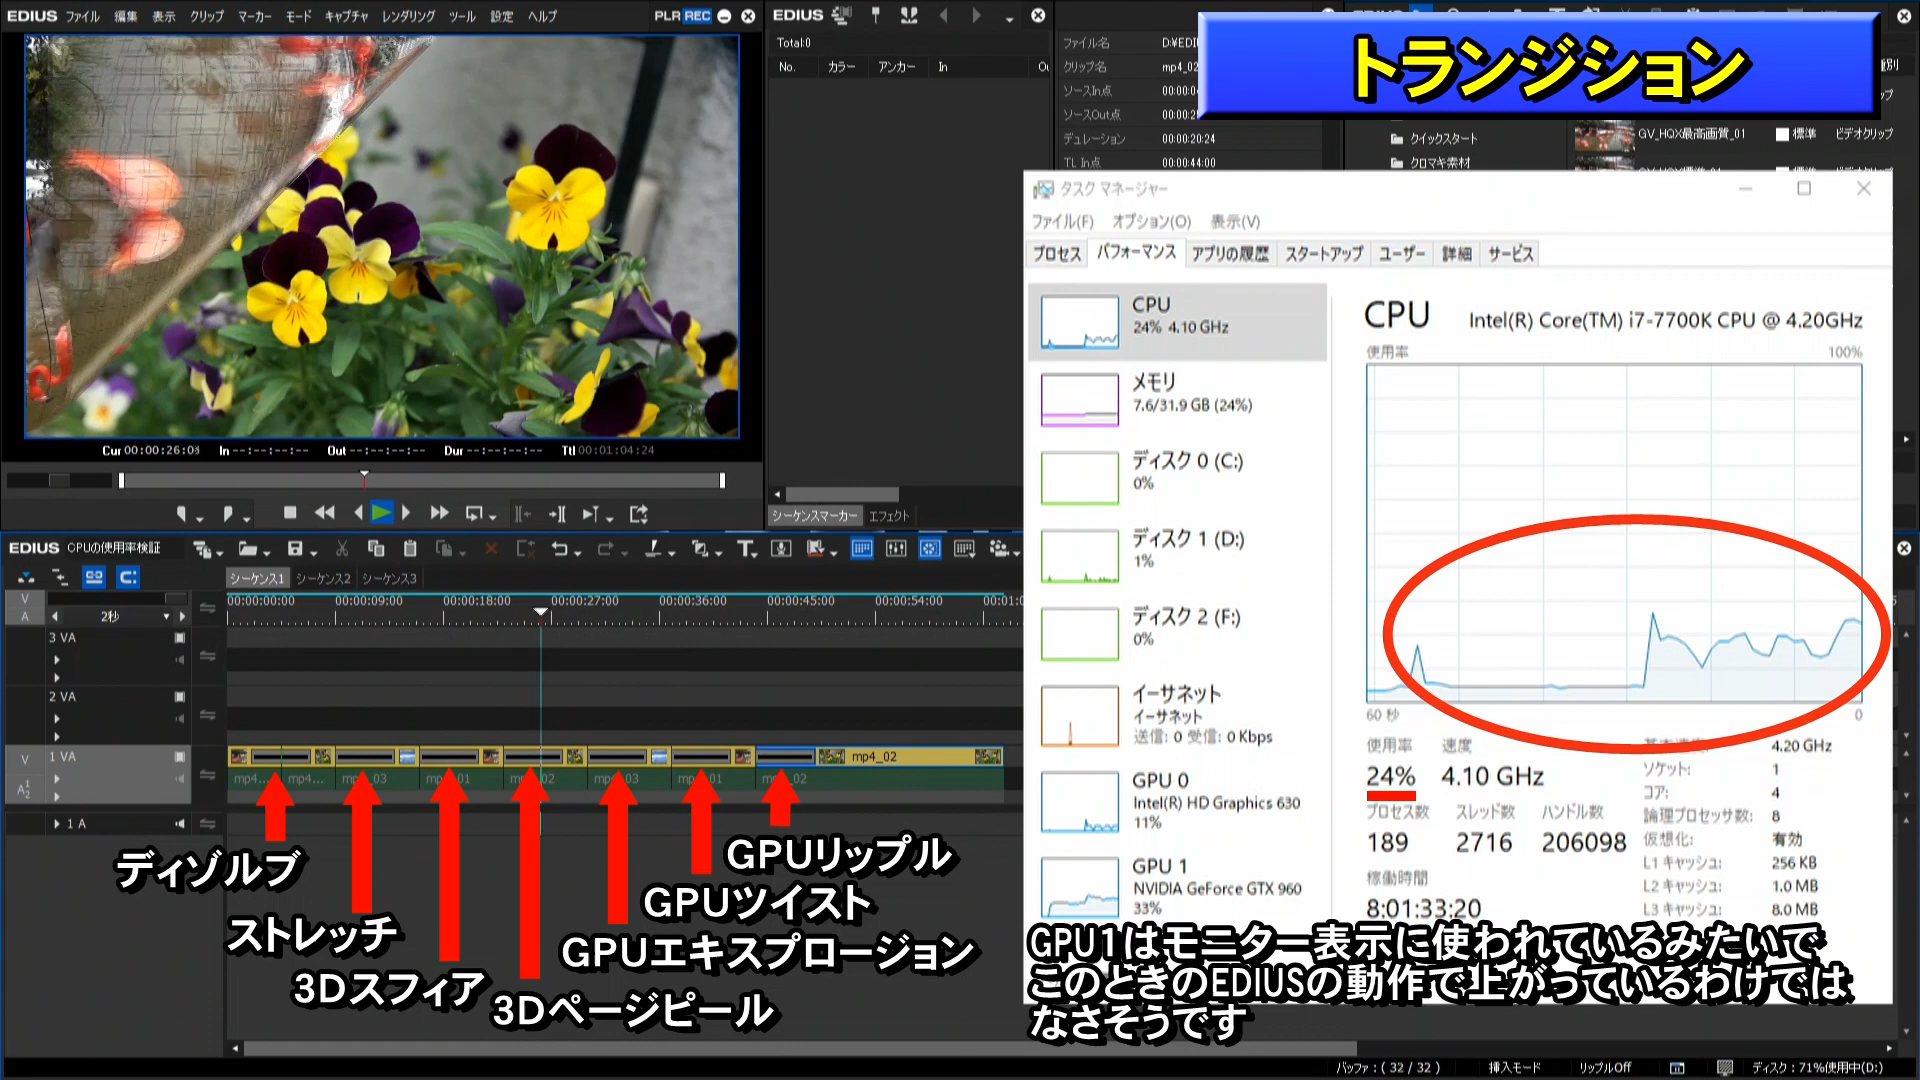 EDIUS ファイル 編集 表示 クリップ マーカー モード キャプチャ レンダリング ツール 設定 ヘルプ PLR REC
EDIUS
Total:0
No. カラー アンカー In
ファイル名
クリップ名 mp4_02
ソースIn点
ソースOut点
デュレーション 00:00:20:24
TL In点 00:00:44:00
トランジション
クイックスタート
クロマキ素材
GV_HQX最高画質_01 標準 ビデオクリップ
タスク マネージャー
ファイル(F) オプション(O) 表示(V)
プロセス パフォーマンス アプリの履歴 スタートアップ ユーザー 詳細 サービス
CPU
24% 4.10 GHz
メモリ
7.6/31.9 GB (24%)
ディスク 0 (C:)
0%
ディスク 1 (D:)
1%
ディスク 2 (F:)
0%
イーサネット
イーサネット
送信: 0 受信: 0 Kbps
GPU 0
Intel(R) HD Graphics 630
11%
GPU 1
NVIDIA GeForce GTX 960
33%
CPU Intel(R) Core(TM) i7-7700K CPU @ 4.20GHz
使用率 100%
60 秒 0
使用率 速度
24% 4.10 GHz
プロセス数 スレッド数 ハンドル数
189 2716 206098
稼働時間
8:01:33:20
4.20 GHz
ソケット: 1
コア: 4
論理プロセッサ数: 8
仮想化: 有効
L1 キャッシュ: 256 KB
L2 キャッシュ: 1.0 MB
L3 キャッシュ: 8.0 MB
Cur 00:00:26:03 In --:--:--:-- Out --:--:--:-- Dur --:--:--:-- Ttl 00:01:04:24
シーケンスマーカー エフェクト
EDIUS CPUの使用率検証
シーケンス1 シーケンス2 シーケンス3
V
A
2秒
00:00:00:00 00:00:09:00 00:00:18:00 00:00:27:00 00:00:36:00 00:00:45:00 00:00:54:00
3 VA
2 VA
V 1 VA
mp4_02
mp4... mp4...
1 A
ディゾルブ
ストレッチ
3Dスフィア
3Dページピール
GPUエキスプロージョン
GPUツイスト
GPUリップル
GPU1はモニター表示に使われているみたいで
このときのEDIUSの動作で上がっているわけでは
なさそうです
バッファ : ( 32 / 32 ) 挿入モード リップルOff ディスク : 71%使用中(D:)